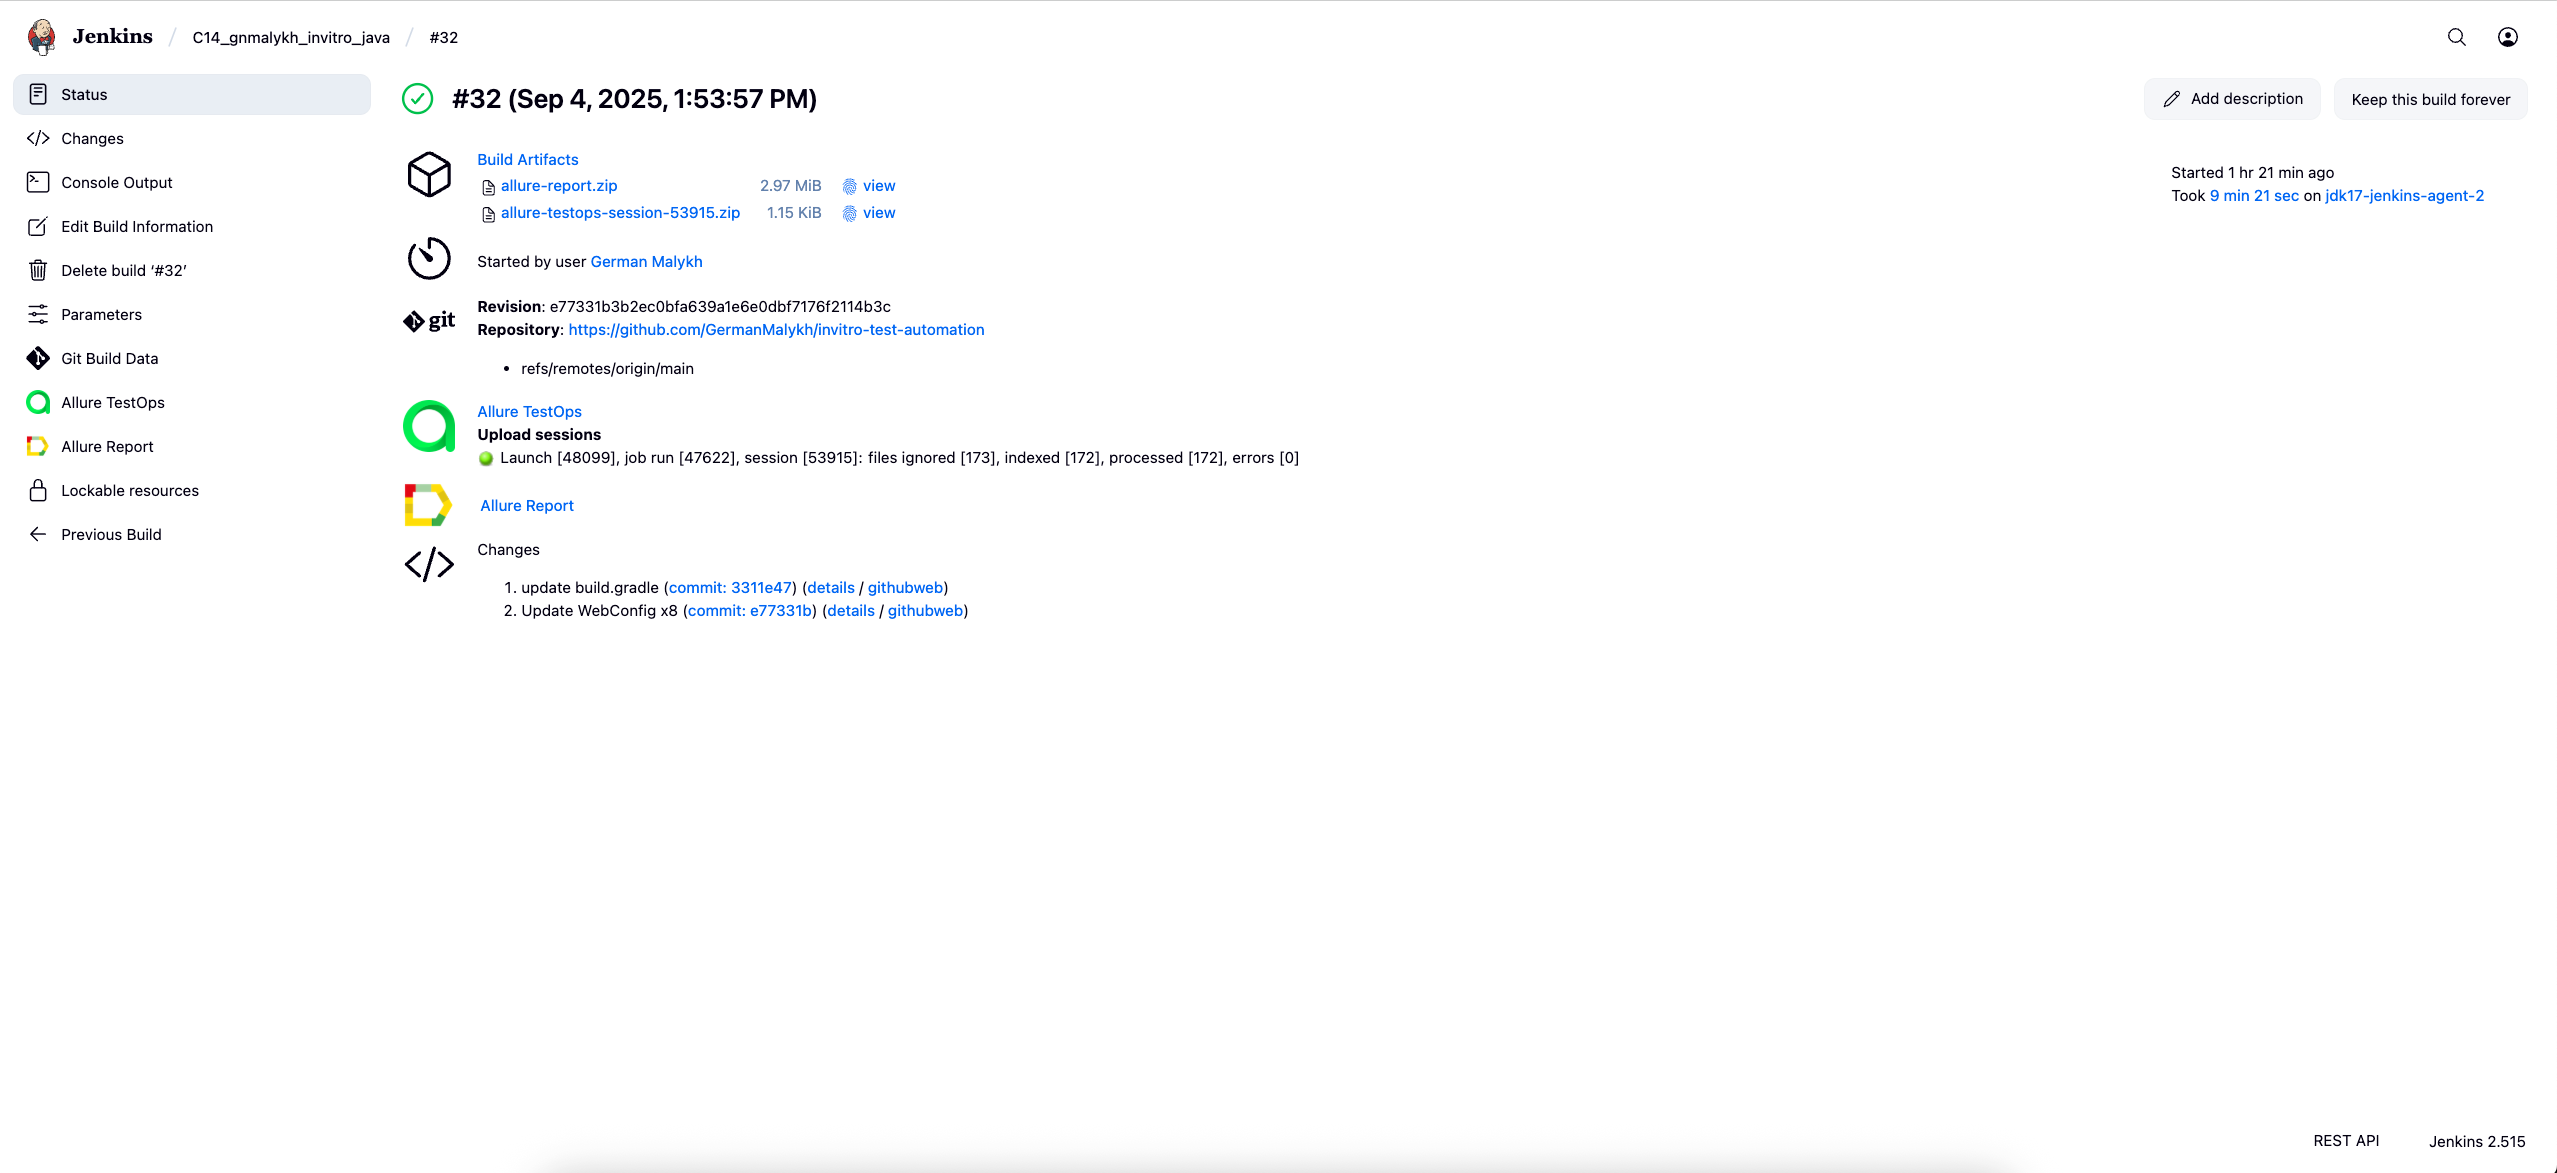 Jenkins / C14_gnmalykh_invitro_java / #32
Status
Changes
Console Output
Edit Build Information
Delete build ‘#32’
Parameters
Git Build Data
Allure TestOps
Allure Report
Lockable resources
Previous Build
#32 (Sep 4, 2025, 1:53:57 PM)
Add description
Keep this build forever
Started 1 hr 21 min ago
Took 9 min 21 sec on jdk17-jenkins-agent-2
Build Artifacts
allure-report.zip 2.97 MiB view
allure-testops-session-53915.zip 1.15 KiB view
Started by user German Malykh
git
Revision: e77331b3b2ec0bfa639a1e6e0dbf7176f2114b3c
Repository: https://github.com/GermanMalykh/invitro-test-automation
• refs/remotes/origin/main
Allure TestOps
Upload sessions
Launch [48099], job run [47622], session [53915]: files ignored [173], indexed [172], processed [172], errors [0]
Allure Report
Changes
1. update build.gradle (commit: 3311e47) (details / githubweb)
2. Update WebConfig x8 (commit: e77331b) (details / githubweb)
REST API
Jenkins 2.515